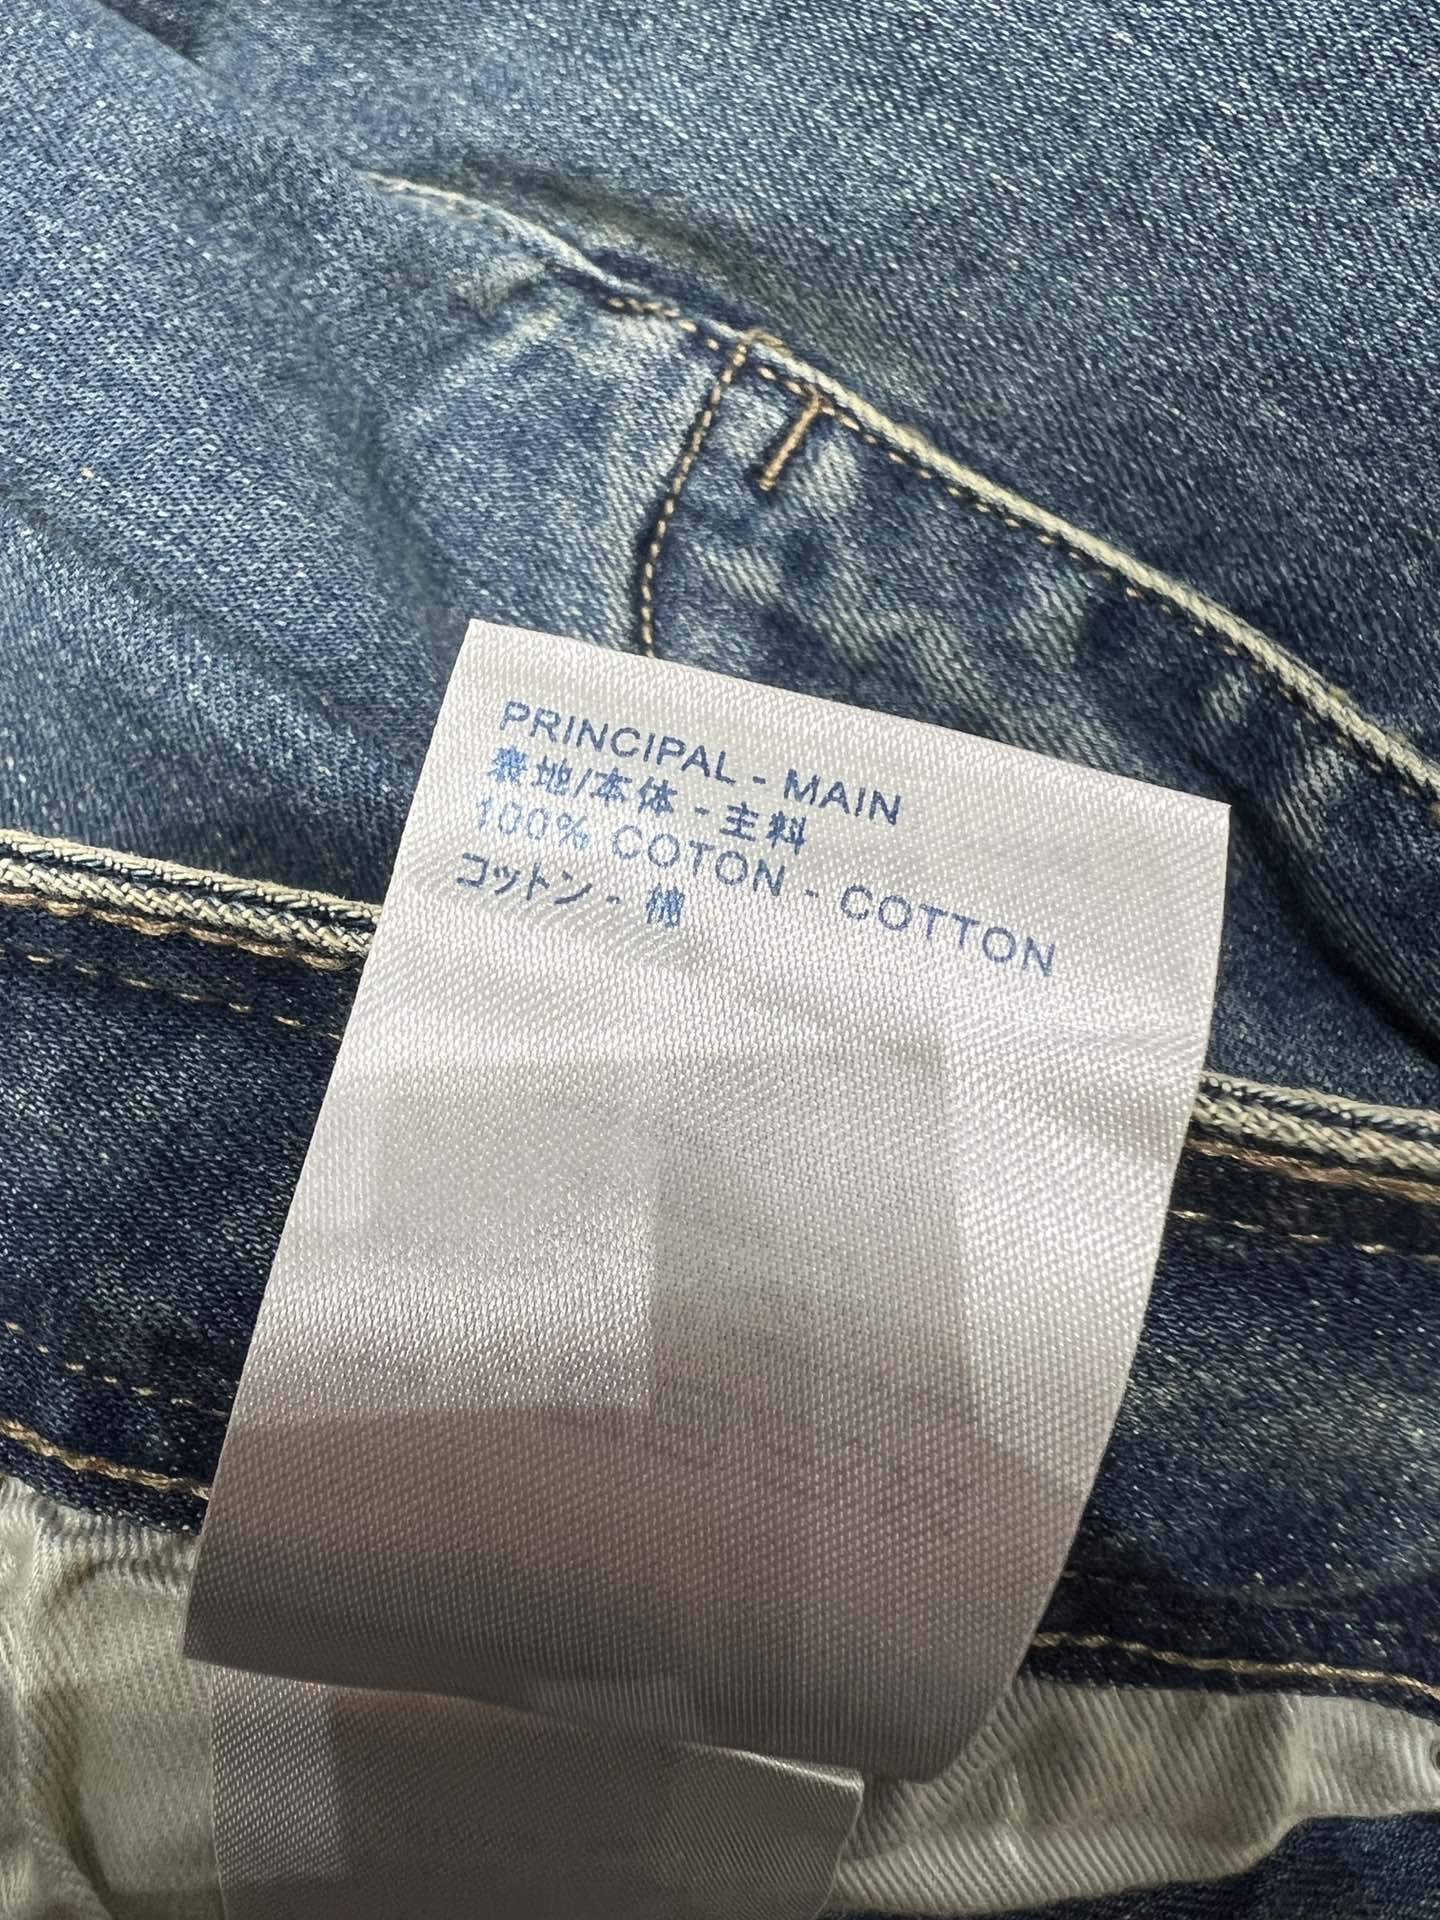 PRINCIPAL - MAIN
表地/本体 - 主料
100% COTON - COTTON
コットン - 棉